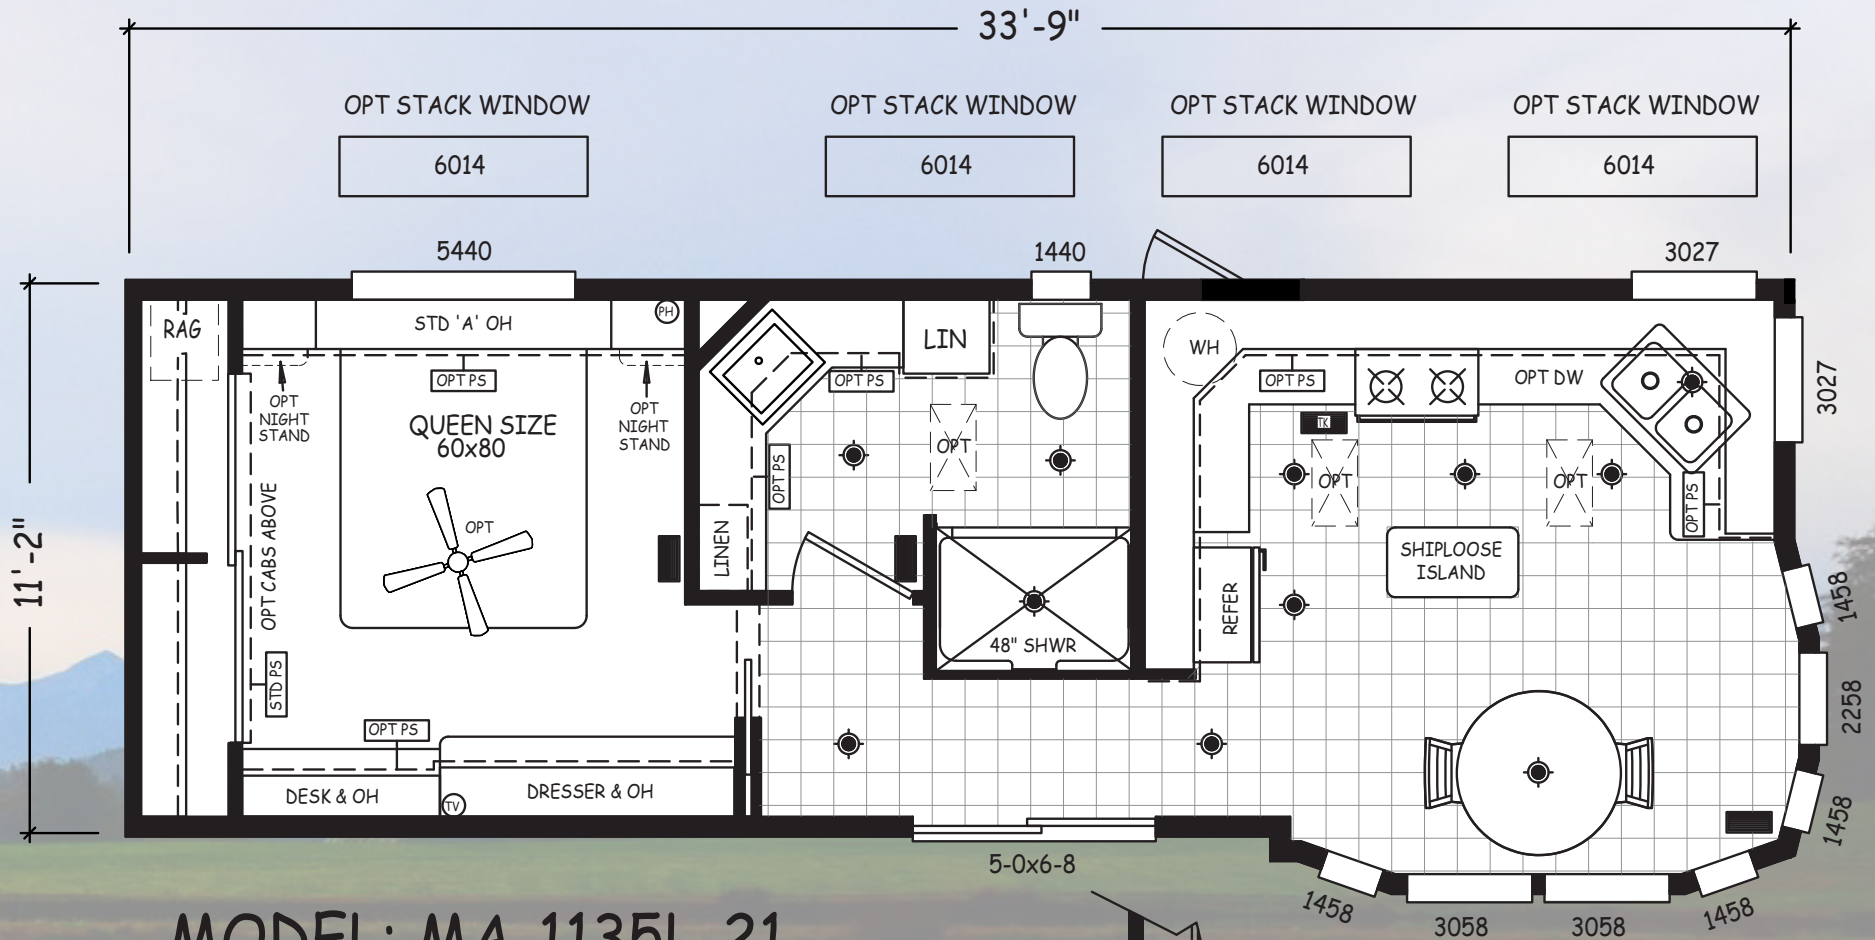 33'-9"
OPT STACK WINDOW
OPT STACK WINDOW
OPT STACK WINDOW
OPT STACK WINDOW
6014
6014
6014
6014
5440
1440
3027
11'-2"
RAG
STD 'A' OH
PH
LIN
WH
OPT PS
OPT PS
OPT PS
OPT DW
3027
OPT
NIGHT
STAND
OPT
NIGHT
STAND
QUEEN SIZE
60x80
TK
OPT
OPT
OPT
OPT PS
OPT PS
OPT CABS ABOVE
OPT
LINEN
SHIPLOOSE
ISLAND
REFER
1458
48" SHWR
STD PS
2258
OPT PS
DESK & OH
TV
DRESSER & OH
1458
5-0x6-8
1458
3058
3058
1458
MODEL: MA 1135L-21